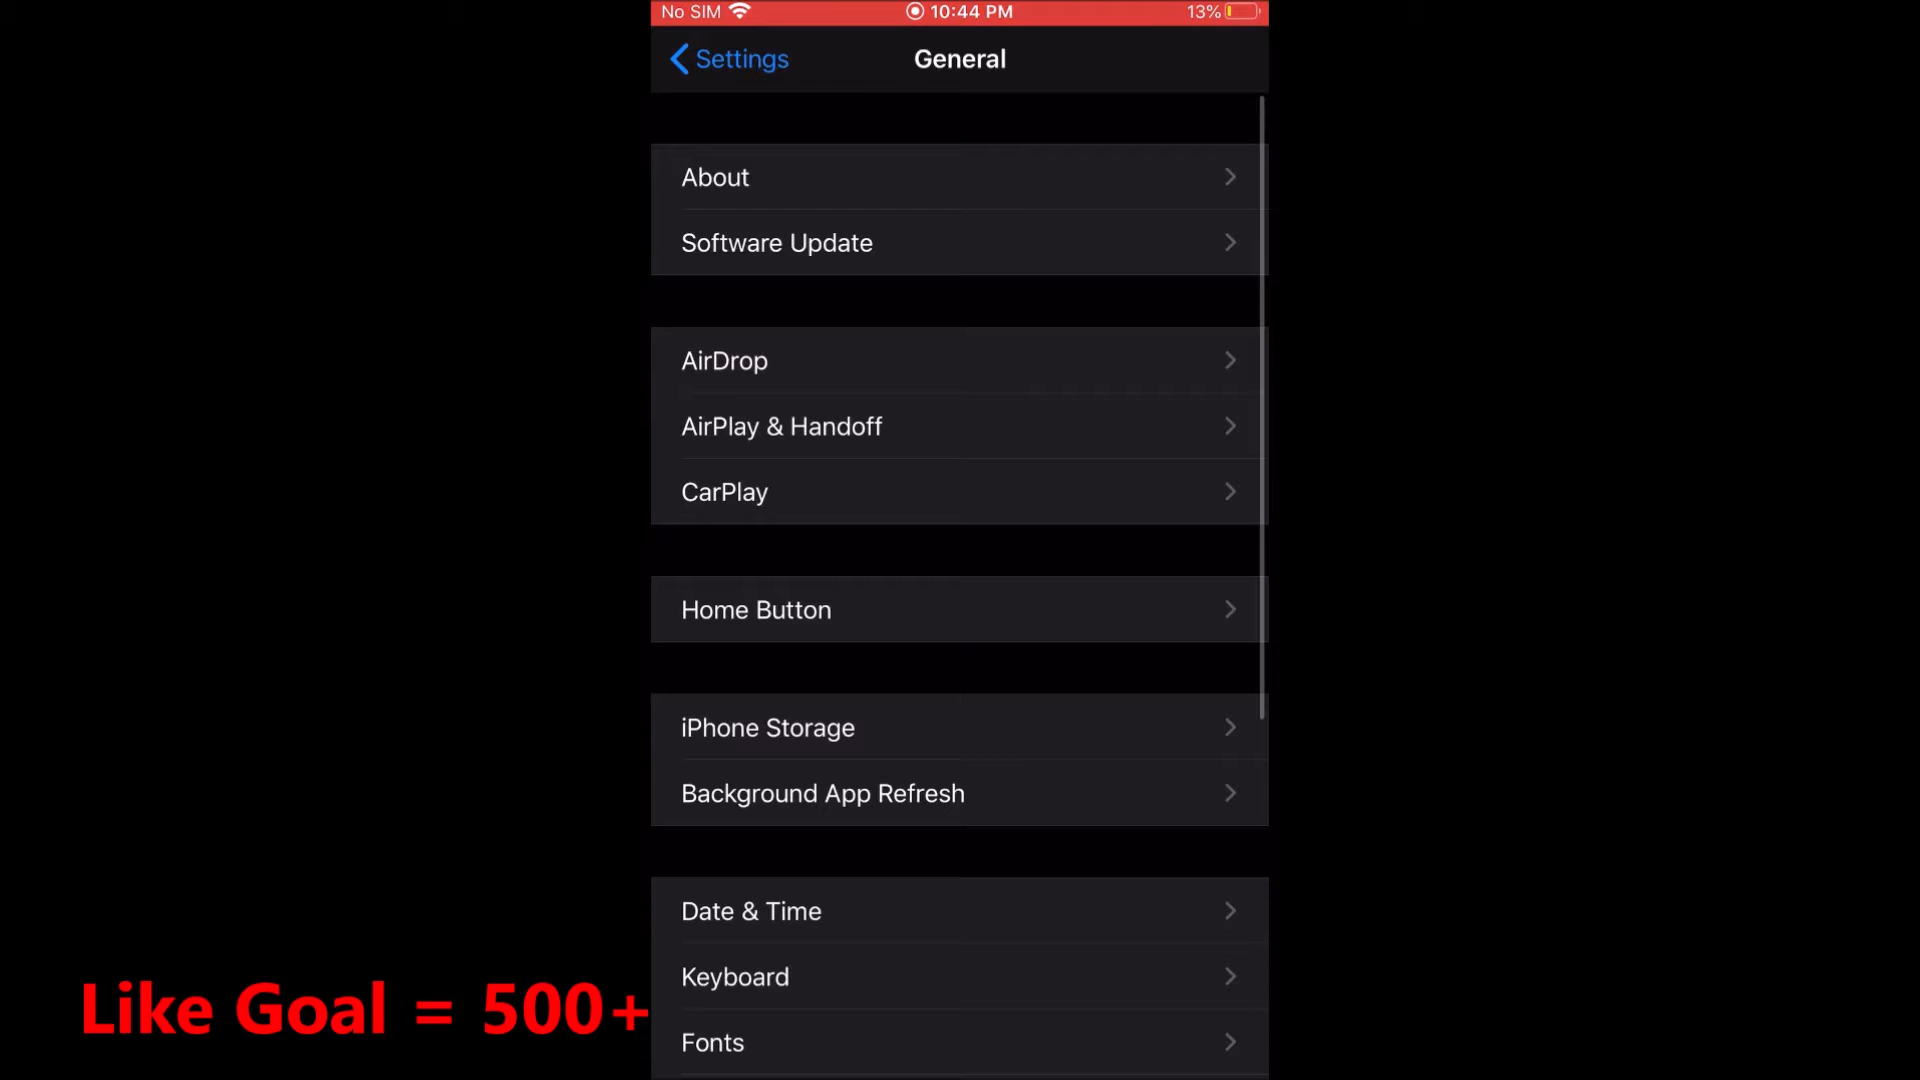 No SIM 10:44 PM 13%
Settings General
About
Software Update
AirDrop
AirPlay & Handoff
CarPlay
Home Button
iPhone Storage
Background App Refresh
Date & Time
Keyboard
Fonts
Like Goal = 500+